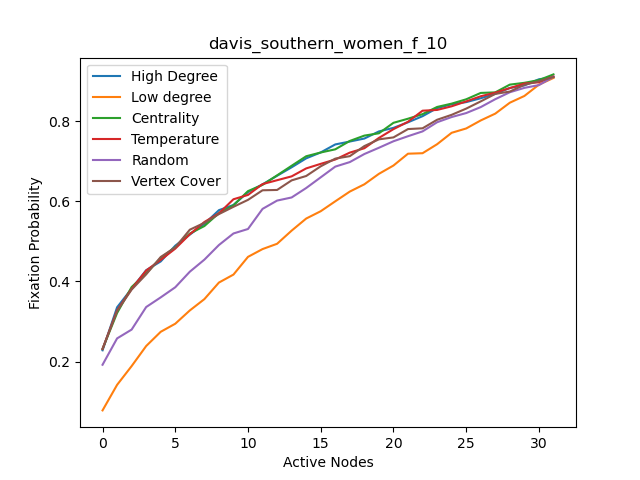 davis_southern_women_f_10
High Degree
Low degree
Centrality
Temperature
Random
Vertex Cover
Fixation Probability
0.8
0.6
0.4
0.2
0 5 10 15 20 25 30
Active Nodes